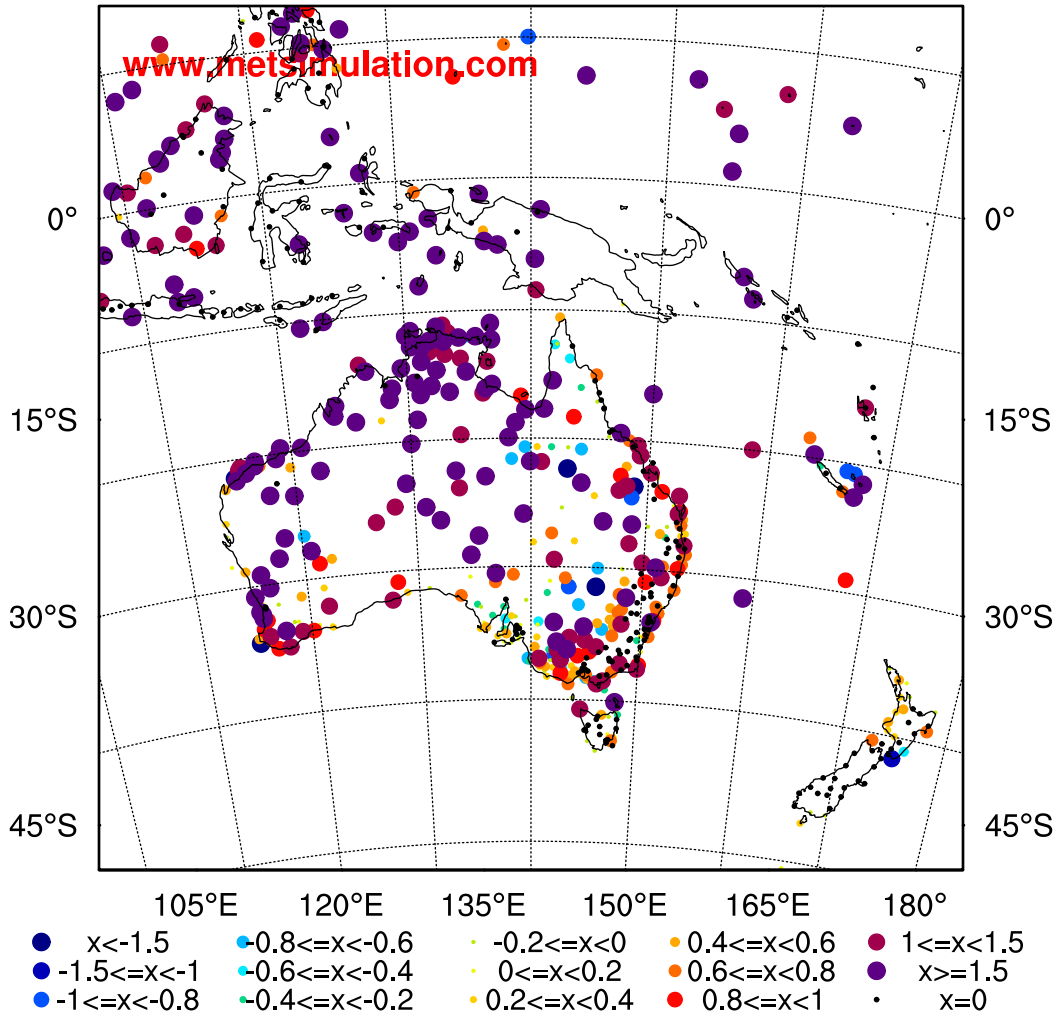 www.metsimulation.com
0° 0°
15°S 15°S
30°S 30°S
45°S 45°S
105°E 120°E 135°E 150°E 165°E 180°
x<-1.5 -0.8<=x<-0.6 -0.2<=x<0 0.4<=x<0.6 1<=x<1.5
-1.5<=x<-1 -0.6<=x<-0.4 0<=x<0.2 0.6<=x<0.8 x>=1.5
-1<=x<-0.8 -0.4<=x<-0.2 0.2<=x<0.4 0.8<=x<1 x=0